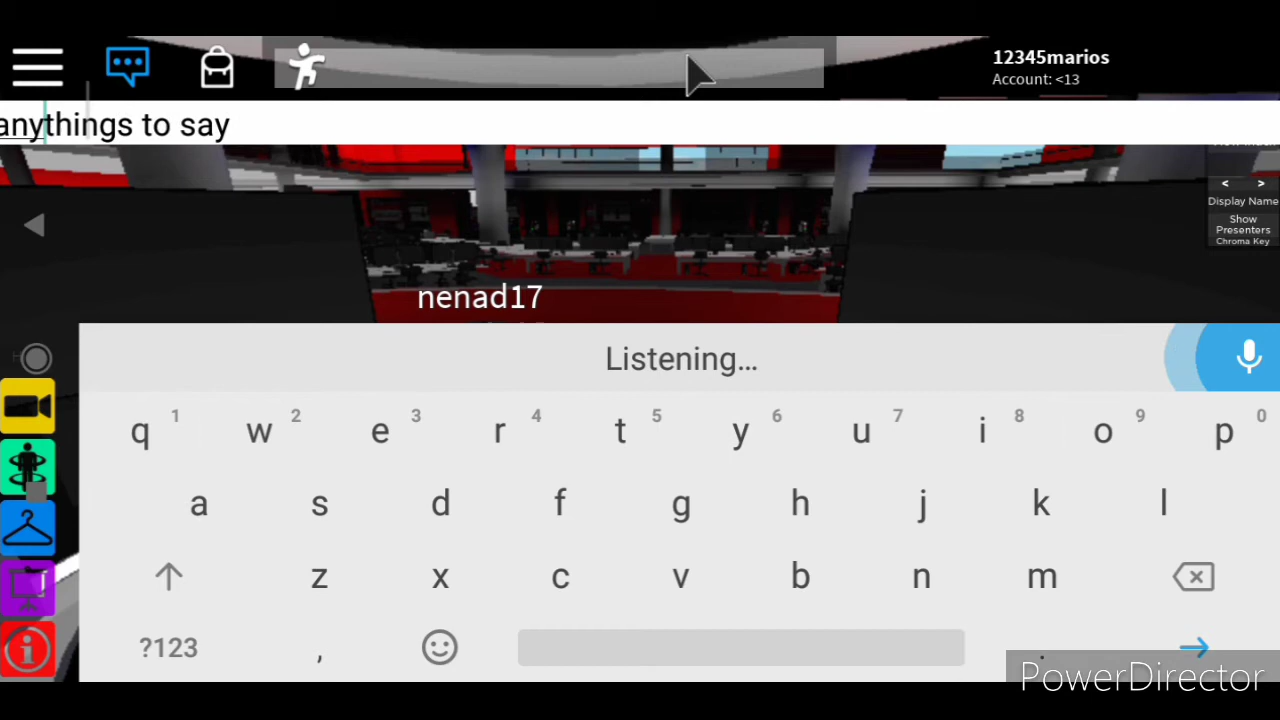 12345marios
Account: <13
anythings to say
< >
Display Name
Show
Presenters
Chroma Key
nenad17
Listening...
q 1 w 2 e 3 r 4 t 5 y 6 u 7 i 8 o 9 p 0
a s d f g h j k l
z x c v b n m
?123 , .
PowerDirector